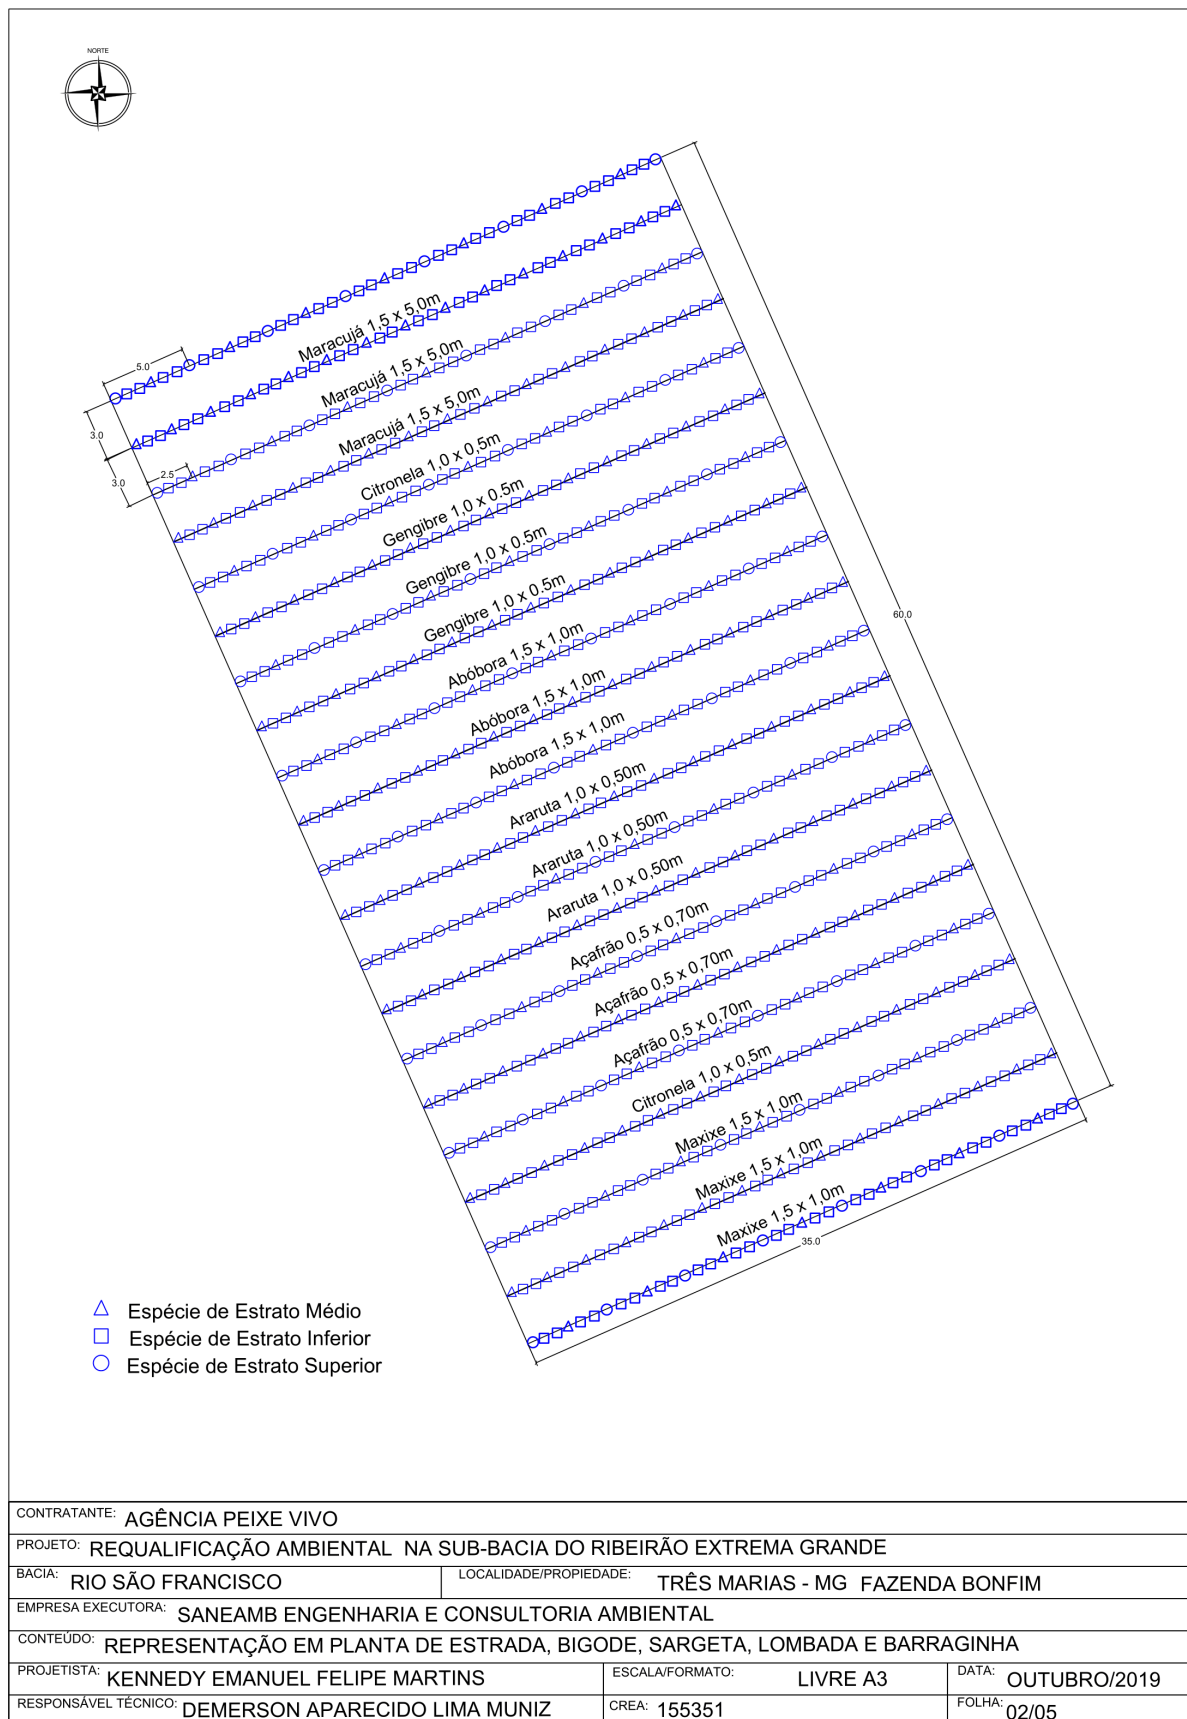 NORTE
5.0
3.0
3.0
2.5
60.0
35.0
Maracujá 1,5 x 5,0m
Maracujá 1,5 x 5,0m
Maracujá 1,5 x 5,0m
Citronela 1,0 x 0,5m
Gengibre 1,0 x 0.5m
Gengibre 1,0 x 0.5m
Gengibre 1,0 x 0.5m
Abóbora 1,5 x 1,0m
Abóbora 1,5 x 1,0m
Abóbora 1,5 x 1,0m
Araruta 1,0 x 0,50m
Araruta 1,0 x 0,50m
Araruta 1,0 x 0,50m
Açafrão 0,5 x 0,70m
Açafrão 0,5 x 0,70m
Açafrão 0,5 x 0,70m
Citronela 1,0 x 0,5m
Maxixe 1,5 x 1,0m
Maxixe 1,5 x 1,0m
Maxixe 1,5 x 1,0m
Espécie de Estrato Médio
Espécie de Estrato Inferior
Espécie de Estrato Superior
CONTRATANTE: AGÊNCIA PEIXE VIVO
PROJETO: REQUALIFICAÇÃO AMBIENTAL NA SUB-BACIA DO RIBEIRÃO EXTREMA GRANDE
BACIA: RIO SÃO FRANCISCO LOCALIDADE/PROPIEDADE: TRÊS MARIAS - MG FAZENDA BONFIM
EMPRESA EXECUTORA: SANEAMB ENGENHARIA E CONSULTORIA AMBIENTAL
CONTEÚDO: REPRESENTAÇÃO EM PLANTA DE ESTRADA, BIGODE, SARGETA, LOMBADA E BARRAGINHA
PROJETISTA: KENNEDY EMANUEL FELIPE MARTINS ESCALA/FORMATO: LIVRE A3 DATA: OUTUBRO/2019
RESPONSÁVEL TÉCNICO: DEMERSON APARECIDO LIMA MUNIZ CREA: 155351 FOLHA: 02/05